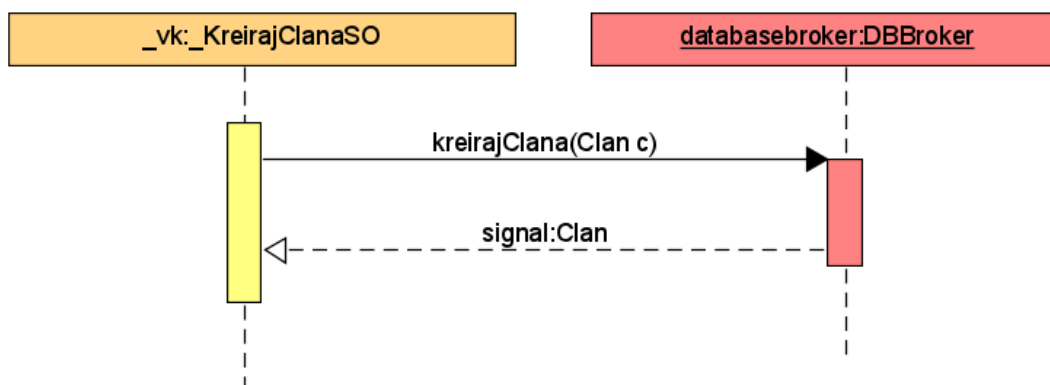 _vk:_KreirajClanaSO
databasebroker:DBBroker
kreirajClana(Clan c)
signal:Clan